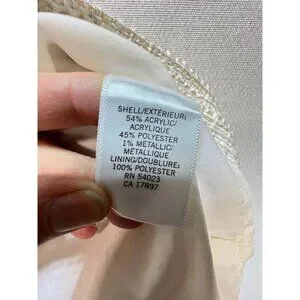 SHELL/EXTÉRIEUR:
54% ACRYLIC/
ACRYLIQUE
45% POLYESTER
1% METALLIC/
MÉTALLIQUE
LINING/DOUBLURE:
100% POLYESTER
RN 54023
CA 17897